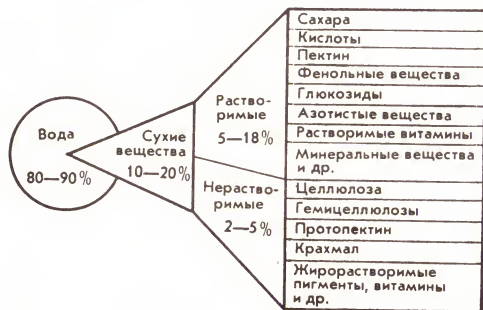 Вода
80—90%
Сухие
вещества
10—20%
Раство-
римые
5—18%
Нераство-
римые
2—5%
Сахара
Кислоты
Пектин
Фенольные вещества
Глюкозиды
Азотистые вещества
Растворимые витамины
Минеральные вещества
и др.
Целлюлоза
Гемицеллюлозы
Протопектин
Крахмал
Жирорастворимые
пигменты, витамины
и др.